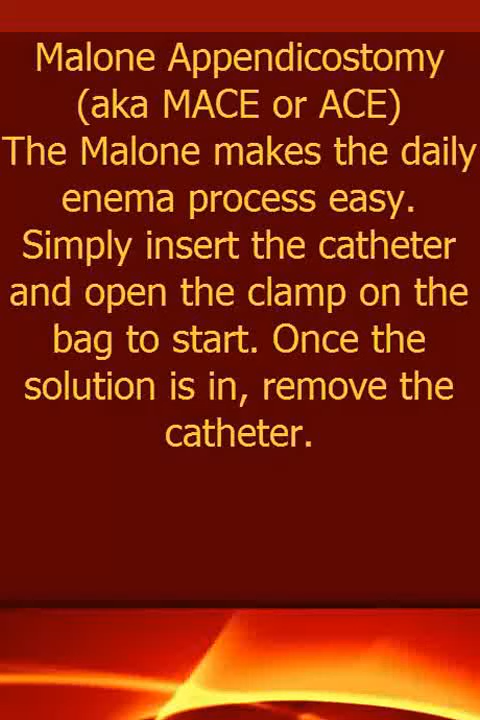 Malone Appendicostomy
(aka MACE or ACE)
The Malone makes the daily
enema process easy.
Simply insert the catheter
and open the clamp on the
bag to start. Once the
solution is in, remove the
catheter.